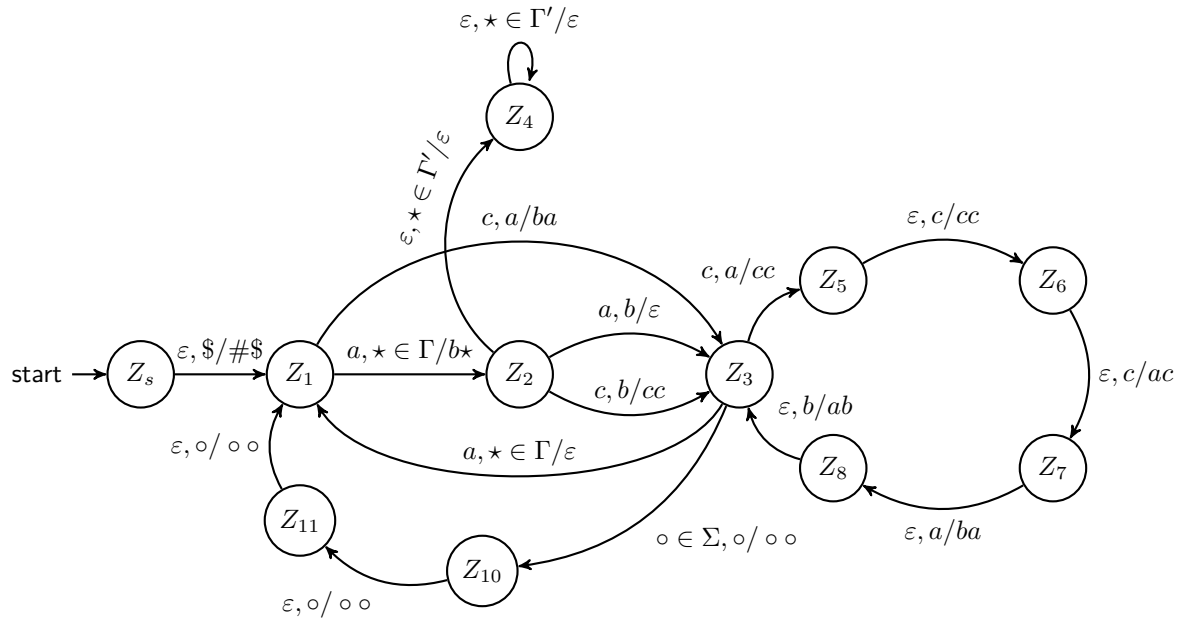 ε, ⋆ ∈ Γ′/ε
Z₄
ε, ⋆ ∈ Γ′/ε
c, a/ba
ε, c/cc
c, a/cc
Z₅
Z₆
a, b/ε
ε, $/#$
a, ⋆ ∈ Γ/b⋆
start
Zₛ
Z₁
Z₂
Z₃
ε, c/ac
c, b/cc
ε, b/ab
ε, ∘/∘∘
a, ⋆ ∈ Γ/ε
Z₈
Z₇
Z₁₁
ε, a/ba
∘ ∈ Σ, ∘/∘∘
Z₁₀
ε, ∘/∘∘